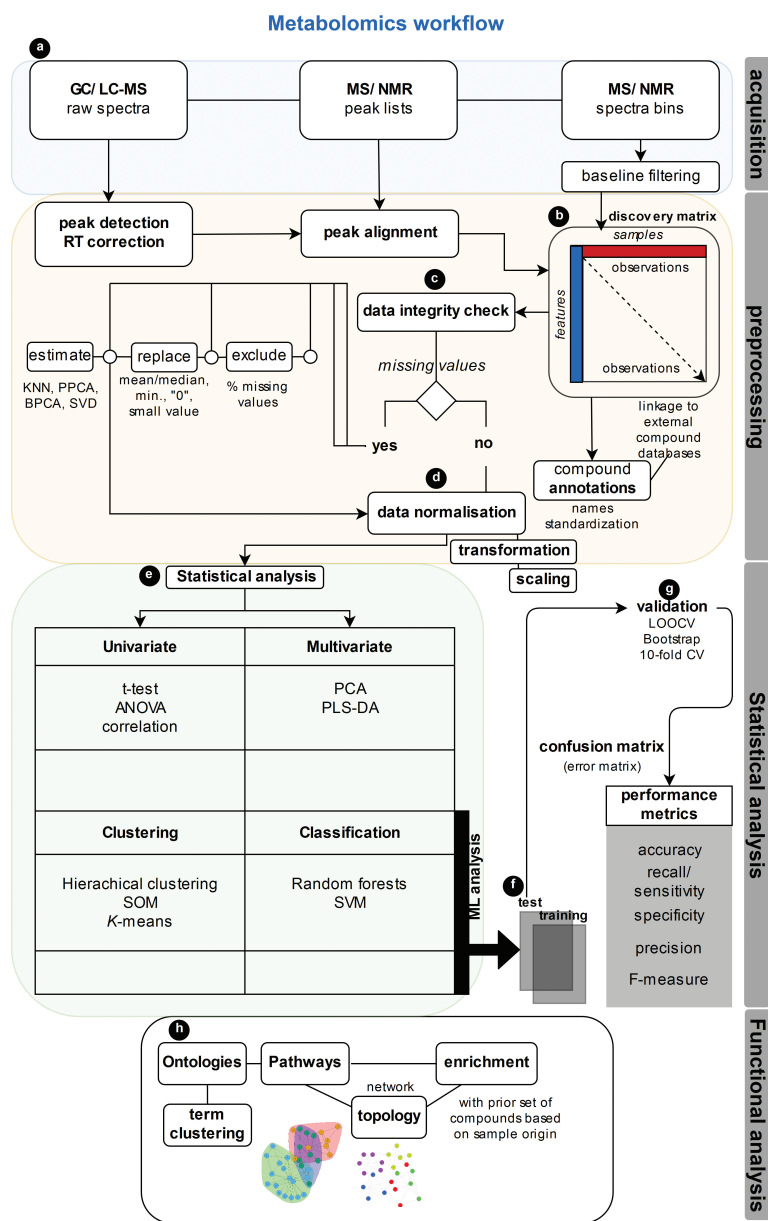 Metabolomics workflow
a
GC/ LC-MS
raw spectra
MS/ NMR
peak lists
MS/ NMR
spectra bins
acquisition
baseline filtering
peak detection
RT correction
peak alignment
b
discovery matrix
samples
observations
features
observations
preprocessing
c
data integrity check
missing values
estimate
replace
exclude
KNN, PPCA,
BPCA, SVD
mean/median,
min., "0",
small value
% missing
values
yes
no
linkage to
external
compound
databases
compound
annotations
names
standardization
d
data normalisation
transformation
scaling
e
Statistical analysis
Univariate
Multivariate
t-test
ANOVA
correlation
PCA
PLS-DA
Clustering
Classification
Hierachical clustering
SOM
K-means
Random forests
SVM
ML analysis
f
test
training
g
validation
LOOCV
Bootstrap
10-fold CV
confusion matrix
(error matrix)
performance
metrics
accuracy
recall/
sensitivity
specificity
precision
F-measure
Statistical analysis
h
Ontologies
Pathways
enrichment
term
clustering
network
topology
with prior set of
compounds based
on sample origin
Functional analysis